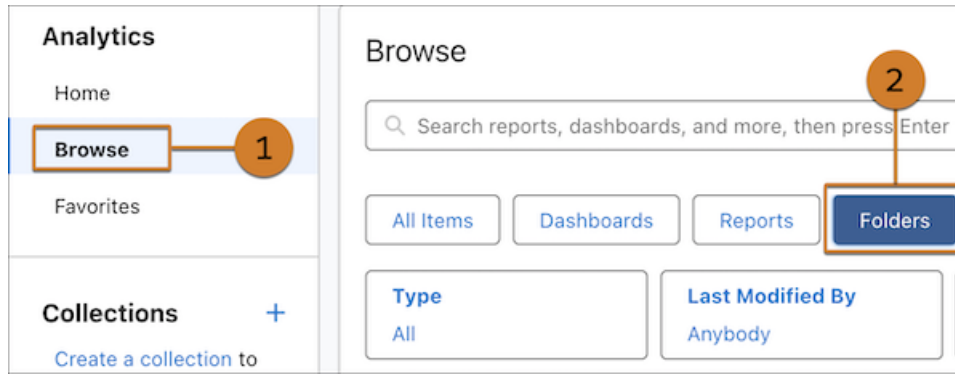 Analytics
Home
Browse
1
Favorites
Collections +
Create a collection to
Browse
2
Search reports, dashboards, and more, then press Enter
All Items Dashboards Reports Folders
Type Last Modified By
All Anybody